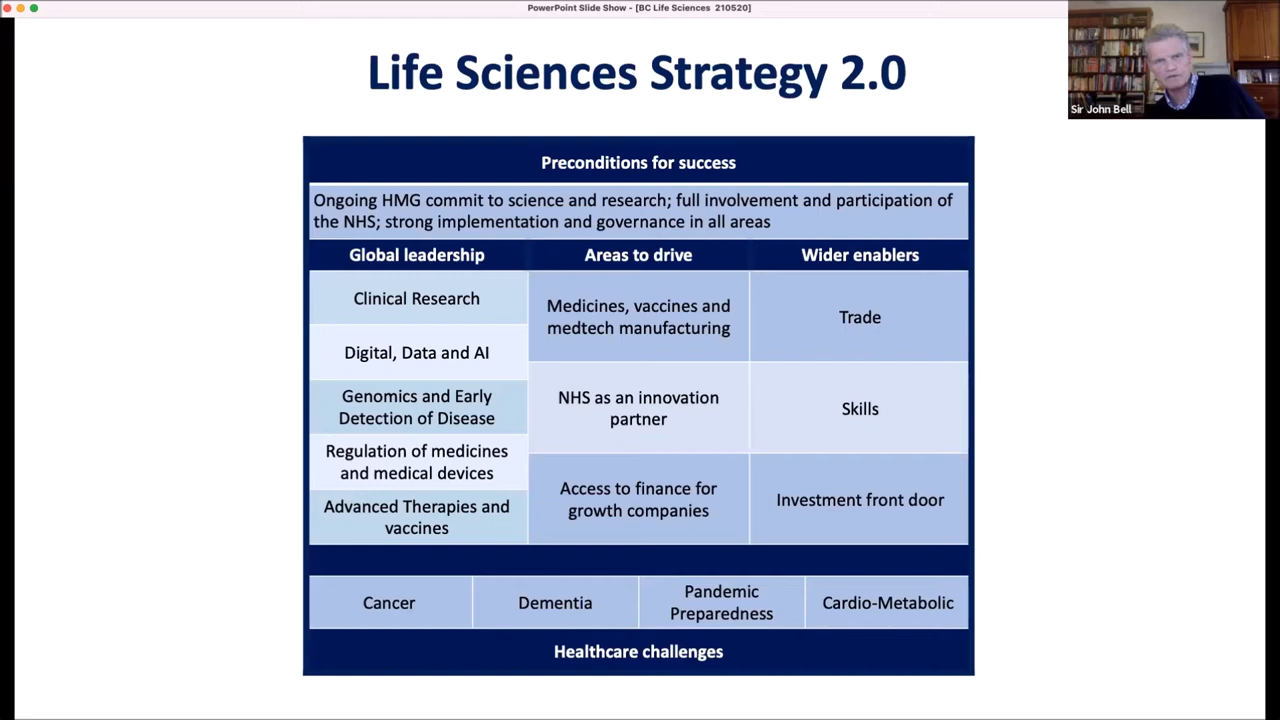 PowerPoint Slide Show - [BC Life Sciences 210520]
Life Sciences Strategy 2.0
Sir John Bell
Preconditions for success
Ongoing HMG commit to science and research; full involvement and participation of
the NHS; strong implementation and governance in all areas
Global leadership
Areas to drive
Wider enablers
Clinical Research
Digital, Data and AI
Genomics and Early
Detection of Disease
Regulation of medicines
and medical devices
Advanced Therapies and
vaccines
Medicines, vaccines and
medtech manufacturing
NHS as an innovation
partner
Access to finance for
growth companies
Trade
Skills
Investment front door
Cancer
Dementia
Pandemic
Preparedness
Cardio-Metabolic
Healthcare challenges